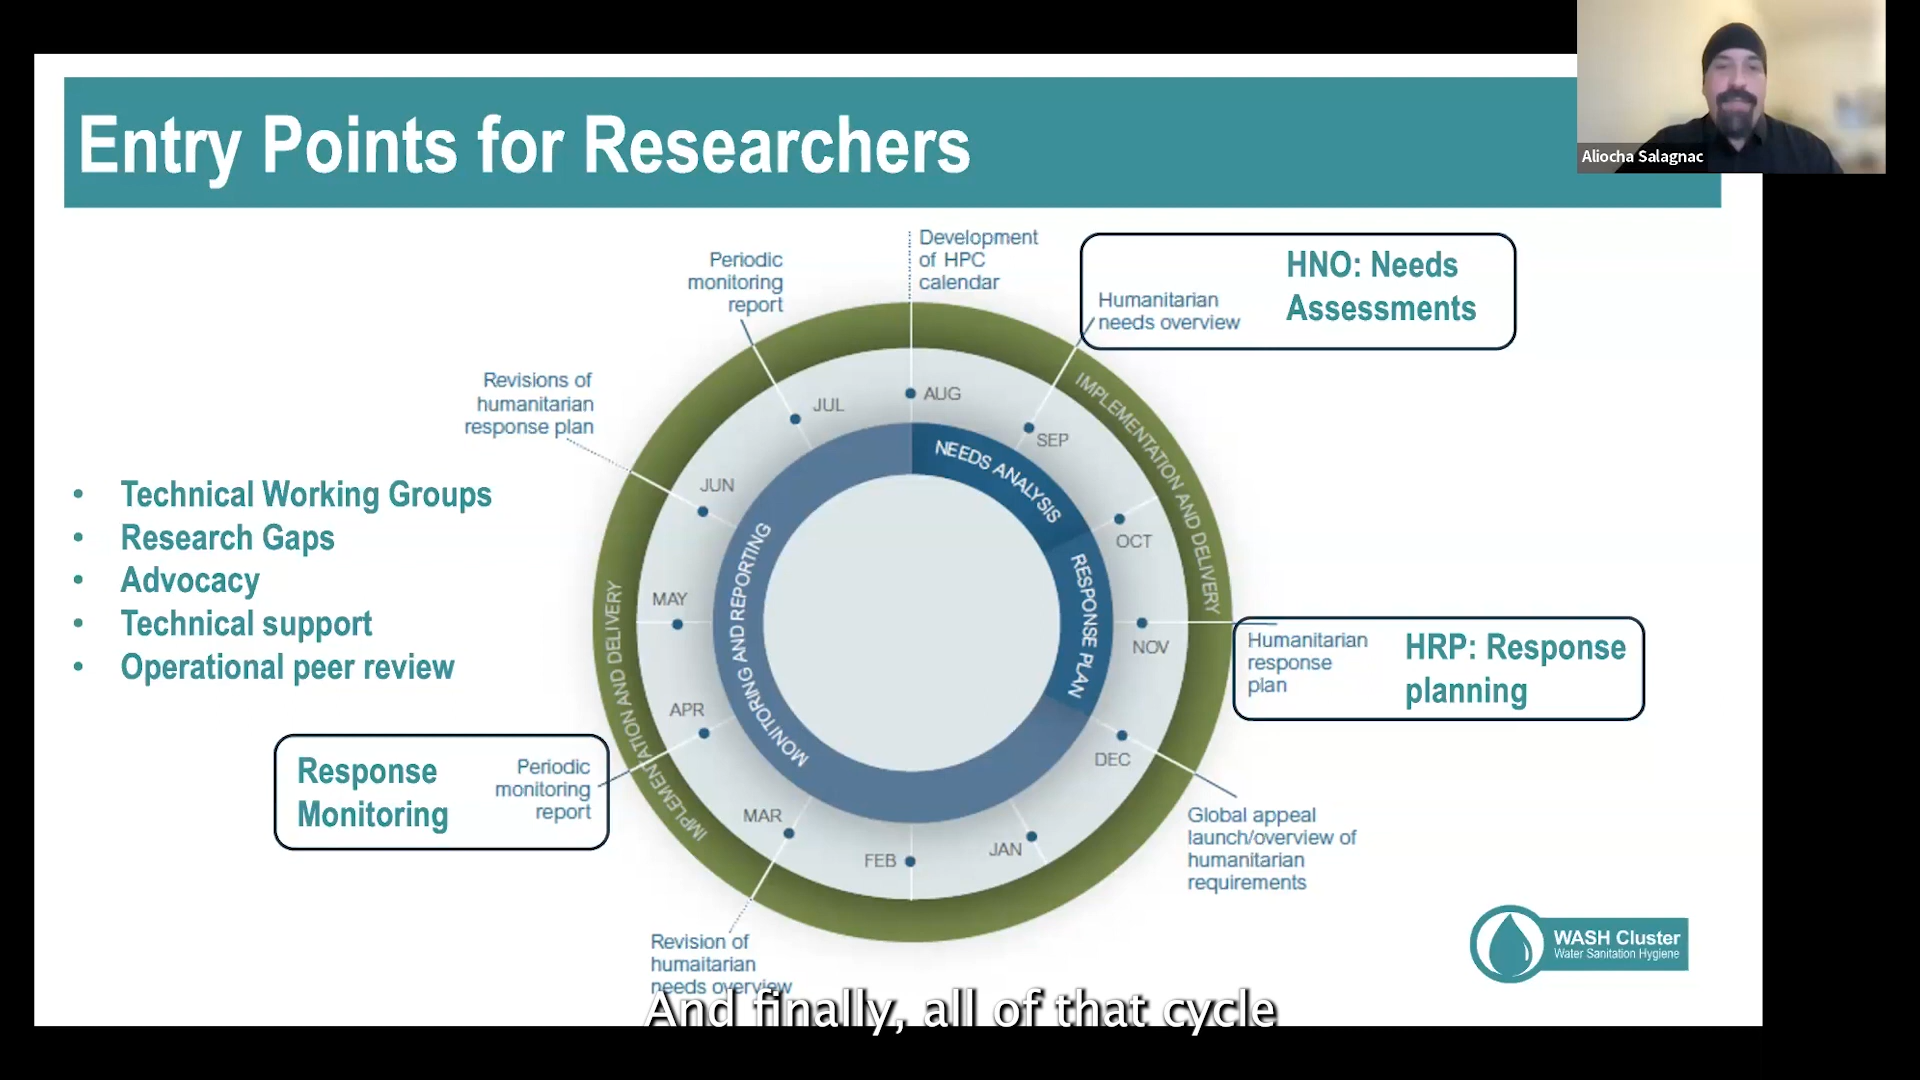 Entry Points for Researchers
Aliocha Salagnac
Development
of HPC
calendar
Periodic
monitoring
report
Humanitarian
needs overview
HNO: Needs
Assessments
Revisions of
humanitarian
response plan
JUL
AUG
SEP
JUN
OCT
MAY
NOV
APR
DEC
MAR
FEB
JAN
NEEDS ANALYSIS
RESPONSE PLAN
MONITORING AND REPORTING
IMPLEMENTATION AND DELIVERY
IMPLEMENTATION AND DELIVERY
• Technical Working Groups
• Research Gaps
• Advocacy
• Technical support
• Operational peer review
Humanitarian
response
plan
HRP: Response
planning
Response
Monitoring
Periodic
monitoring
report
Global appeal
launch/overview of
humanitarian
requirements
Revision of
humaitarian
needs overview
WASH Cluster
Water Sanitation Hygiene
And finally, all of that cycle